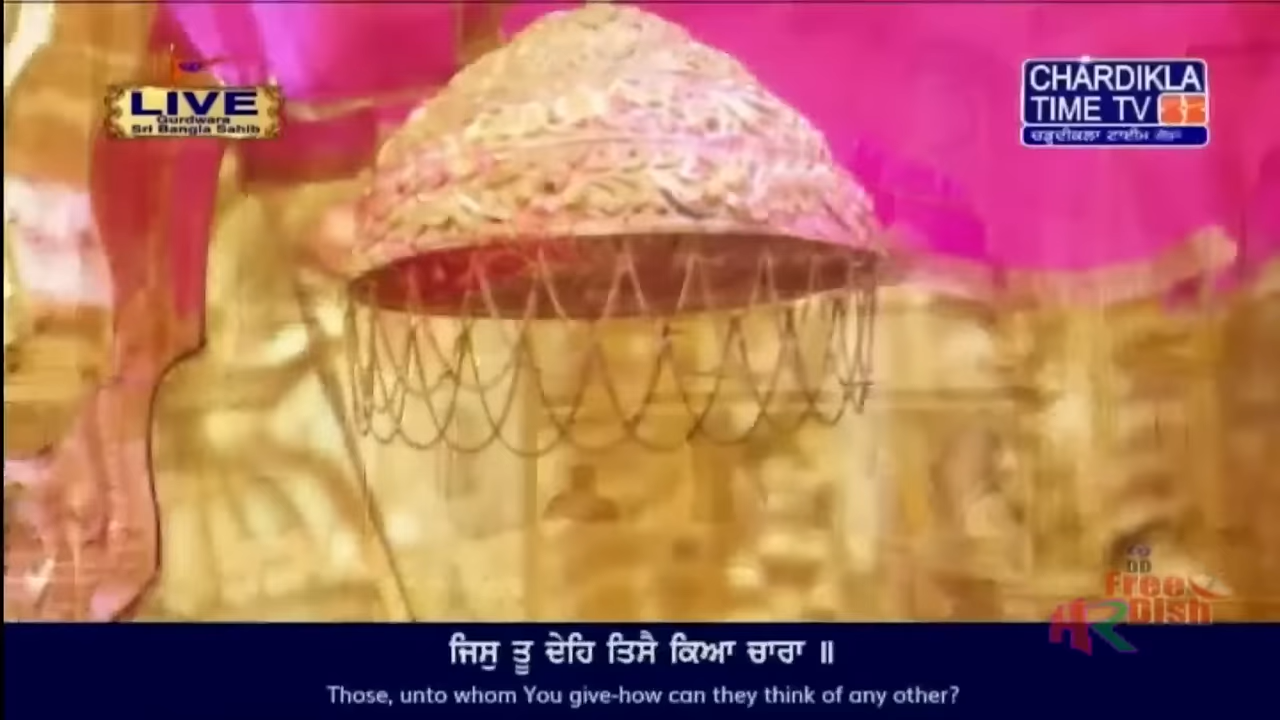 LIVE
Gurdwara
Sri Bangla Sahib
CHARDIKLA
TIME TV
ਚੜ੍ਹਦੀਕਲਾ ਟਾਈਮ
DD
Free
Dish
ਜਿਸੁ ਤੂ ਦੇਹਿ ਤਿਸੈ ਕਿਆ ਚਾਰਾ ॥
Those, unto whom You give-how can they think of any other?